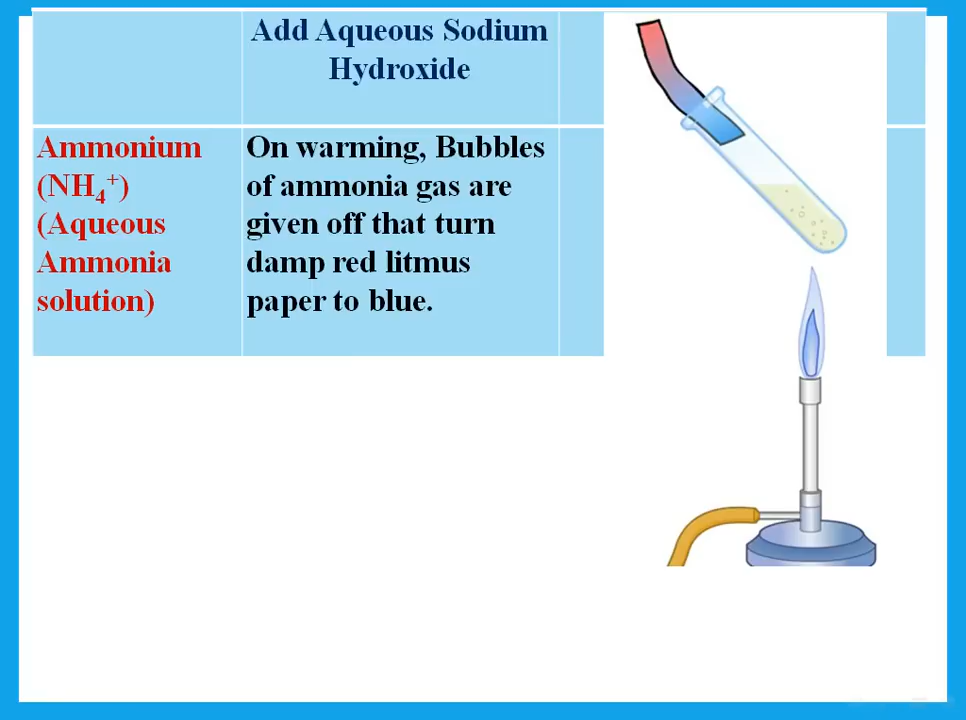 Add Aqueous Sodium
Hydroxide
Ammonium
(NH₄⁺)
(Aqueous
Ammonia
solution)
On warming, Bubbles
of ammonia gas are
given off that turn
damp red litmus
paper to blue.